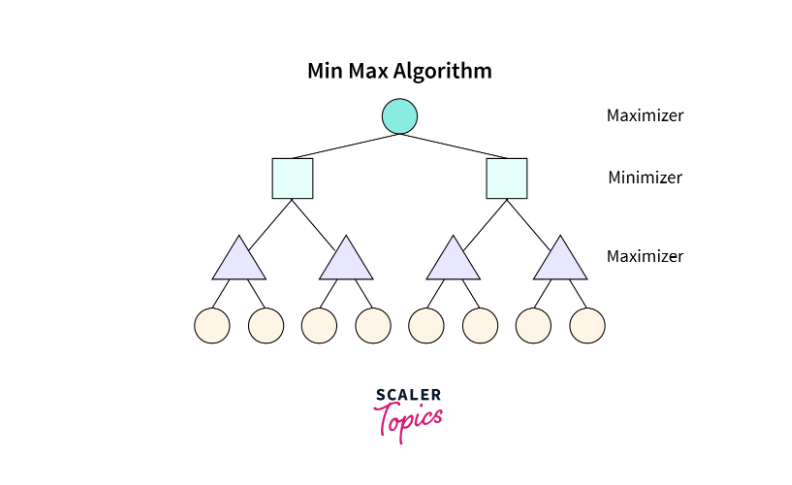 Min Max Algorithm
Maximizer
Minimizer
Maximizer
SCALER
Topics